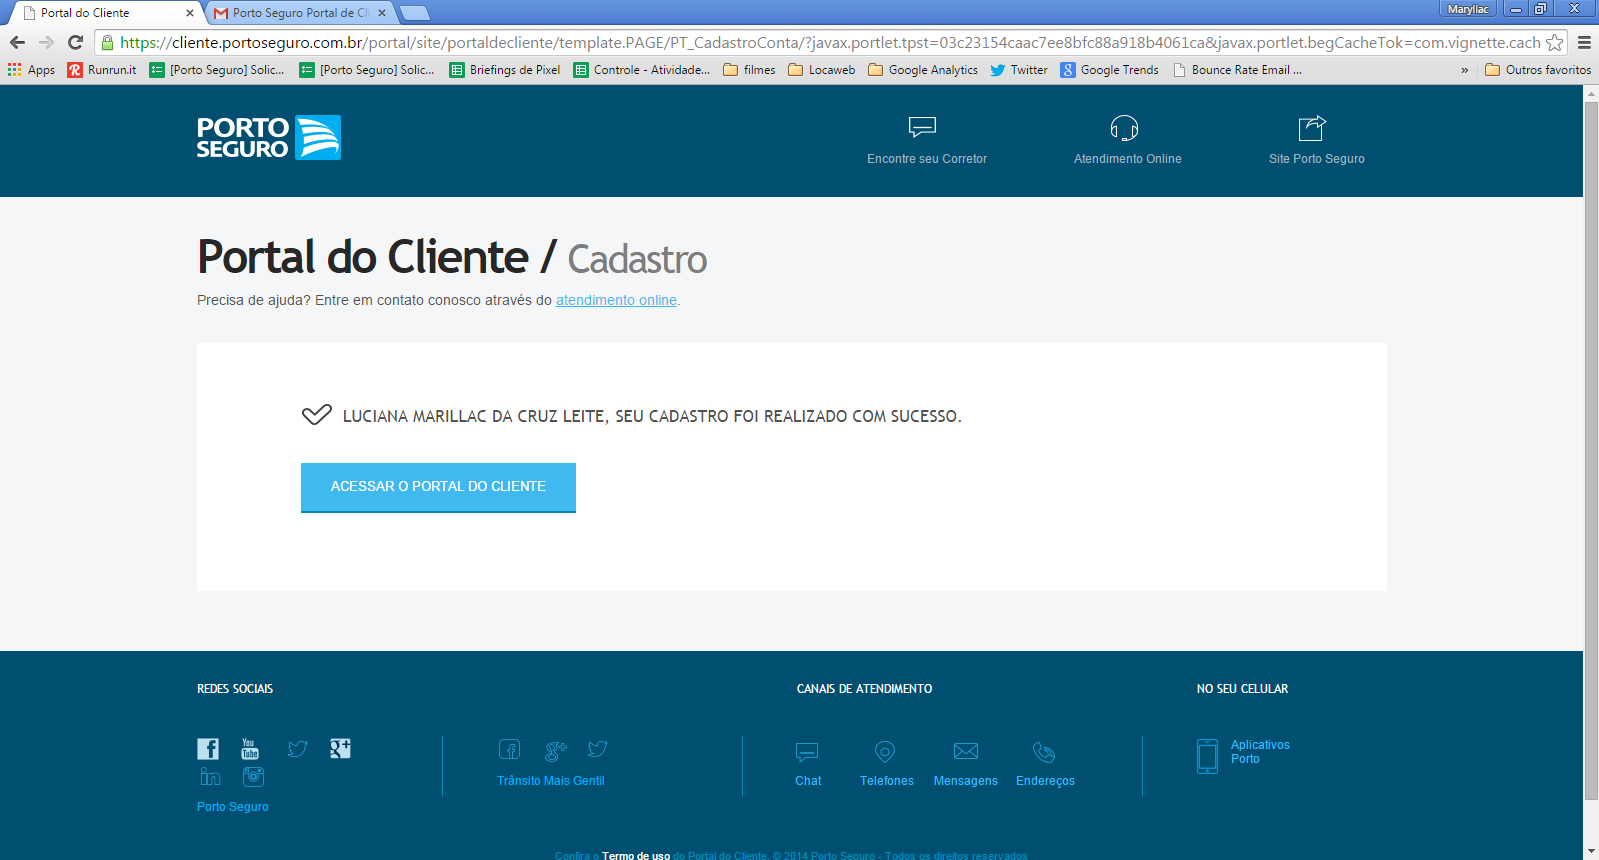 Portal do Cliente
Porto Seguro Portal de Cli
Maryllac
https://cliente.portoseguro.com.br/portal/site/portaldecliente/template.PAGE/PT_CadastroConta/?javax.portlet.tpst=03c23154caac7ee8bfc88a918b4061ca&javax.portlet.begCacheTok=com.vignette.cach
Apps
Runrun.it
[Porto Seguro] Solic...
[Porto Seguro] Solic...
Briefings de Pixel
Controle - Atividade...
filmes
Locaweb
Google Analytics
Twitter
Google Trends
Bounce Rate Email ...
»
Outros favoritos
PORTO
SEGURO
Encontre seu Corretor
Atendimento Online
Site Porto Seguro
Portal do Cliente / Cadastro
Precisa de ajuda? Entre em contato conosco através do atendimento online.
LUCIANA MARILLAC DA CRUZ LEITE, SEU CADASTRO FOI REALIZADO COM SUCESSO.
ACESSAR O PORTAL DO CLIENTE
REDES SOCIAIS
CANAIS DE ATENDIMENTO
NO SEU CELULAR
You
Tube
Porto Seguro
Trânsito Mais Gentil
Chat
Telefones
Mensagens
Endereços
Aplicativos
Porto
Confira o Termo de uso do Portal do Cliente. © 2014 Porto Seguro - Todos os direitos reservados